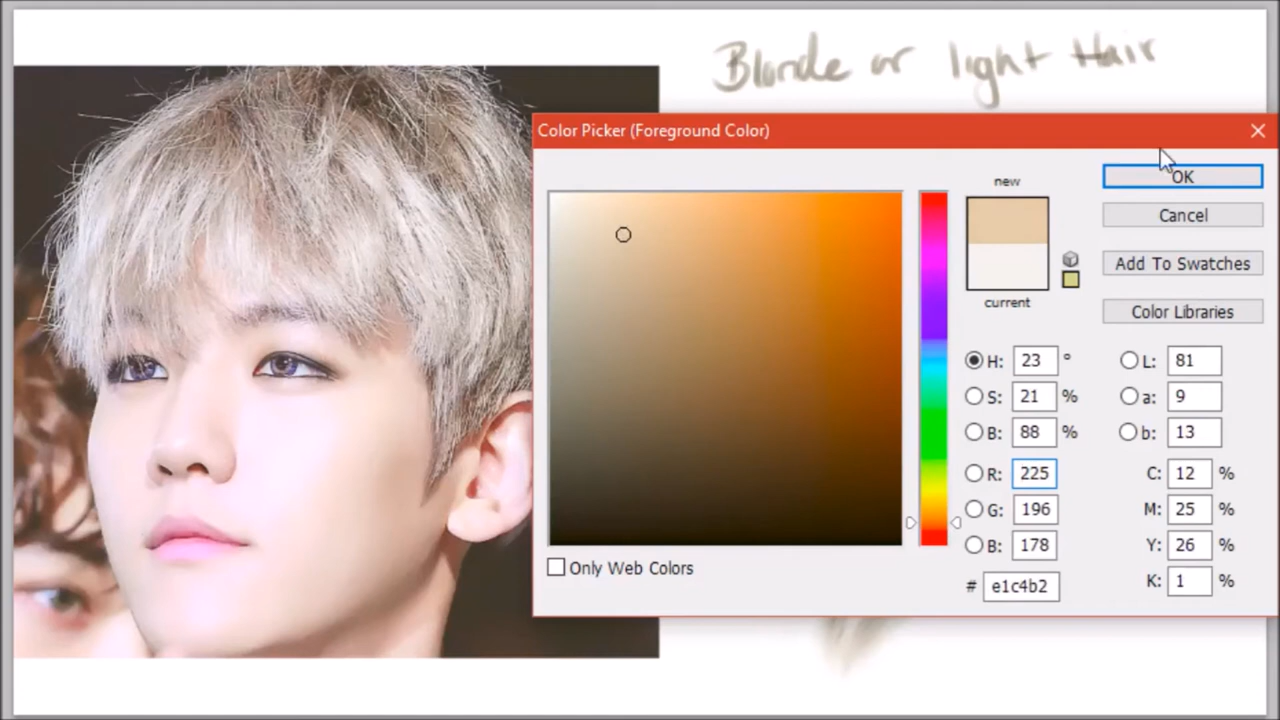 Blonde or light Hair
Color Picker (Foreground Color)
new
OK
Cancel
Add To Swatches
current
Color Libraries
H: 23 °
L: 81
S: 21 %
a: 9
B: 88 %
b: 13
R: 225
C: 12 %
G: 196
M: 25 %
B: 178
Y: 26 %
Only Web Colors
# e1c4b2
K: 1 %